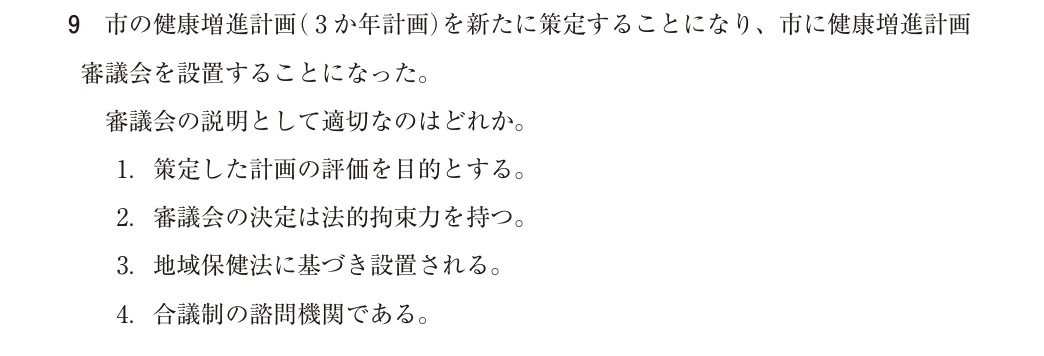 9 市の健康増進計画(3か年計画)を新たに策定することになり、市に健康増進計画
審議会を設置することになった。
審議会の説明として適切なのはどれか。
1. 策定した計画の評価を目的とする。
2. 審議会の決定は法的拘束力を持つ。
3. 地域保健法に基づき設置される。
4. 合議制の諮問機関である。